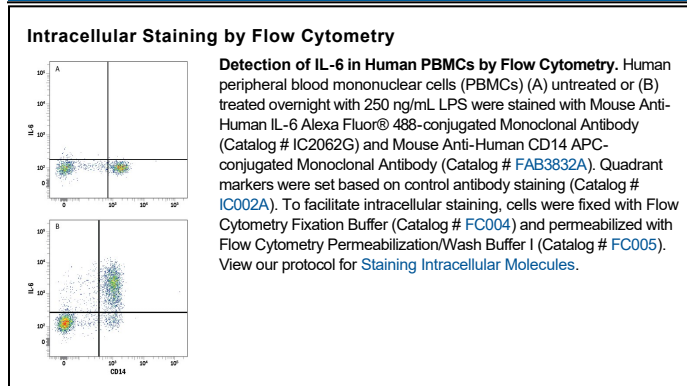 Intracellular Staining by Flow Cytometry
Detection of IL-6 in Human PBMCs by Flow Cytometry. Human
peripheral blood mononuclear cells (PBMCs) (A) untreated or (B)
treated overnight with 250 ng/mL LPS were stained with Mouse Anti-
Human IL-6 Alexa Fluor® 488-conjugated Monoclonal Antibody
(Catalog # IC2062G) and Mouse Anti-Human CD14 APC-
conjugated Monoclonal Antibody (Catalog # FAB3832A). Quadrant
markers were set based on control antibody staining (Catalog #
IC002A). To facilitate intracellular staining, cells were fixed with Flow
Cytometry Fixation Buffer (Catalog # FC004) and permeabilized with
Flow Cytometry Permeabilization/Wash Buffer I (Catalog # FC005).
View our protocol for Staining Intracellular Molecules.
A
IL-6
0
B
IL-6
0
0
CD14